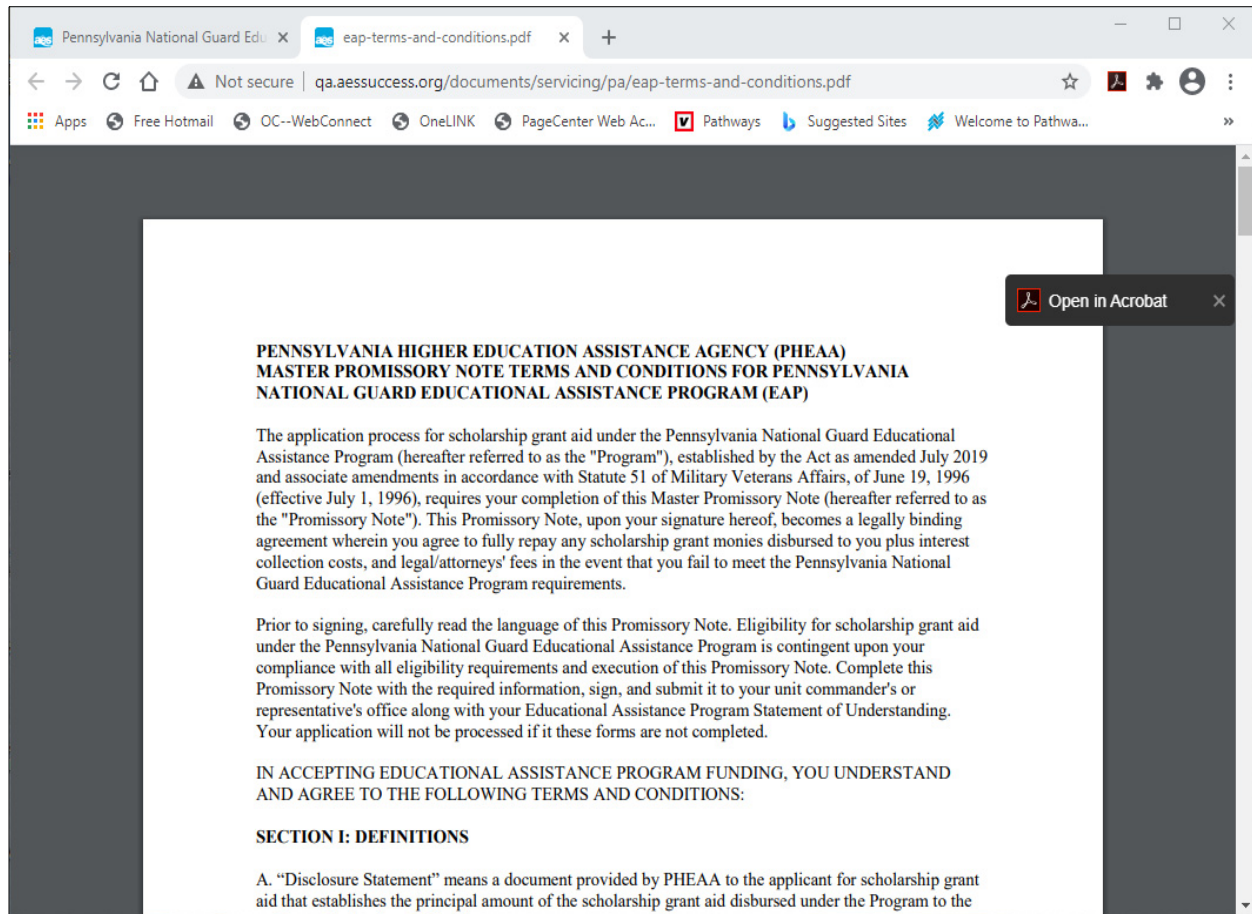 Pennsylvania National Guard Edu
eap-terms-and-conditions.pdf
Not secure
qa.aessuccess.org/documents/servicing/pa/eap-terms-and-conditions.pdf
Apps
Free Hotmail
OC--WebConnect
OneLINK
PageCenter Web Ac...
Pathways
Suggested Sites
Welcome to Pathwa...
Open in Acrobat
PENNSYLVANIA HIGHER EDUCATION ASSISTANCE AGENCY (PHEAA)
MASTER PROMISSORY NOTE TERMS AND CONDITIONS FOR PENNSYLVANIA
NATIONAL GUARD EDUCATIONAL ASSISTANCE PROGRAM (EAP)
The application process for scholarship grant aid under the Pennsylvania National Guard Educational
Assistance Program (hereafter referred to as the "Program"), established by the Act as amended July 2019
and associate amendments in accordance with Statute 51 of Military Veterans Affairs, of June 19, 1996
(effective July 1, 1996), requires your completion of this Master Promissory Note (hereafter referred to as
the "Promissory Note"). This Promissory Note, upon your signature hereof, becomes a legally binding
agreement wherein you agree to fully repay any scholarship grant monies disbursed to you plus interest
collection costs, and legal/attorneys' fees in the event that you fail to meet the Pennsylvania National
Guard Educational Assistance Program requirements.
Prior to signing, carefully read the language of this Promissory Note. Eligibility for scholarship grant aid
under the Pennsylvania National Guard Educational Assistance Program is contingent upon your
compliance with all eligibility requirements and execution of this Promissory Note. Complete this
Promissory Note with the required information, sign, and submit it to your unit commander's or
representative's office along with your Educational Assistance Program Statement of Understanding.
Your application will not be processed if it these forms are not completed.
IN ACCEPTING EDUCATIONAL ASSISTANCE PROGRAM FUNDING, YOU UNDERSTAND
AND AGREE TO THE FOLLOWING TERMS AND CONDITIONS:
SECTION I: DEFINITIONS
A. “Disclosure Statement” means a document provided by PHEAA to the applicant for scholarship grant
aid that establishes the principal amount of the scholarship grant aid disbursed under the Program to the